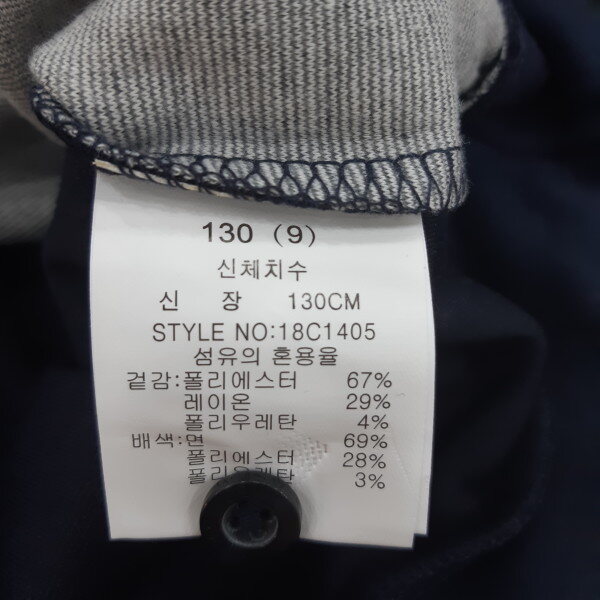 130 (9)
신체치수
신 장 130CM
STYLE NO:18C1405
섬유의 혼용율
겉감:폴리에스터 67%
레이온 29%
폴리우레탄 4%
배색:면 69%
폴리에스터 28%
폴리우레탄 3%